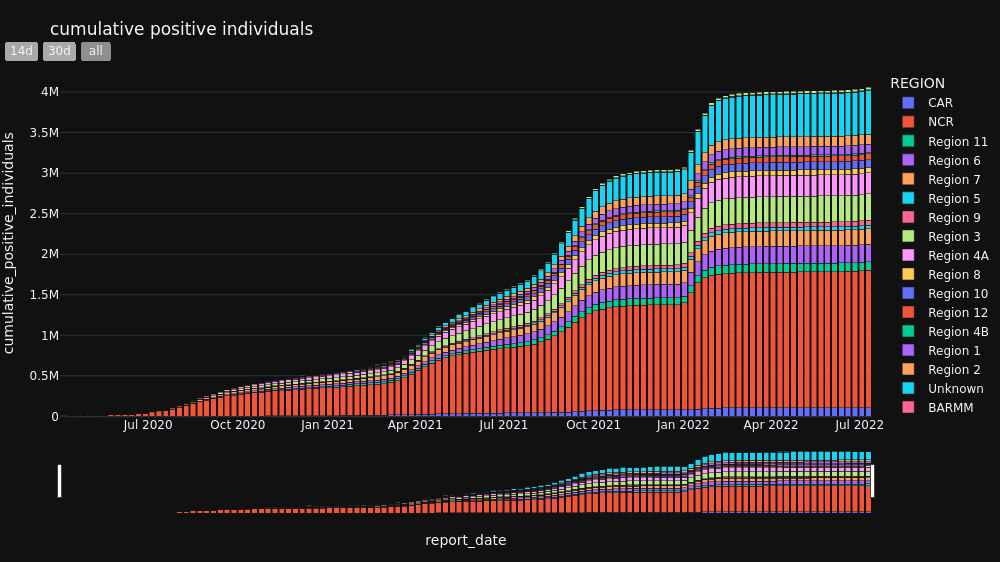 cumulative positive individuals
14d 30d all
REGION
CAR
NCR
Region 11
Region 6
Region 7
Region 5
Region 9
Region 3
Region 4A
Region 8
Region 10
Region 12
Region 4B
Region 1
Region 2
Unknown
BARMM
cumulative_positive_individuals
4M
3.5M
3M
2.5M
2M
1.5M
1M
0.5M
0
Jul 2020 Oct 2020 Jan 2021 Apr 2021 Jul 2021 Oct 2021 Jan 2022 Apr 2022 Jul 2022
report_date